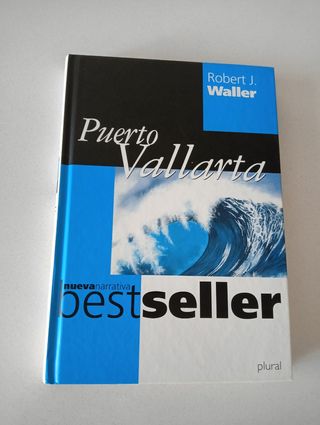 Robert J.
Waller
Puerto
Vallarta
nuevanarrativa
bestseller
plural